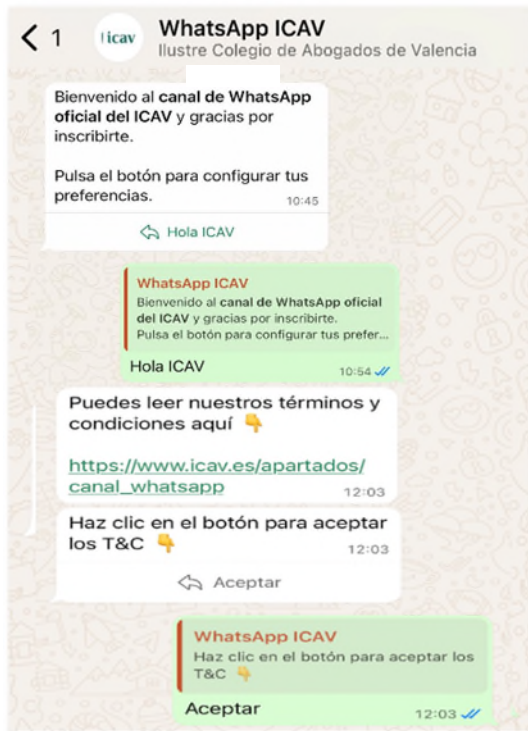 1
icav
WhatsApp ICAV
Ilustre Colegio de Abogados de Valencia
Bienvenido al canal de WhatsApp
oficial del ICAV y gracias por
inscribirte.
Pulsa el botón para configurar tus
preferencias.
10:45
Hola ICAV
WhatsApp ICAV
Bienvenido al canal de WhatsApp oficial
del ICAV y gracias por inscribirte.
Pulsa el botón para configurar tus prefer...
Hola ICAV
10:54
Puedes leer nuestros términos y
condiciones aquí 👇
https://www.icav.es/apartados/
canal_whatsapp
12:03
Haz clic en el botón para aceptar
los T&C 👇
12:03
Aceptar
WhatsApp ICAV
Haz clic en el botón para aceptar los
T&C 👇
Aceptar
12:03